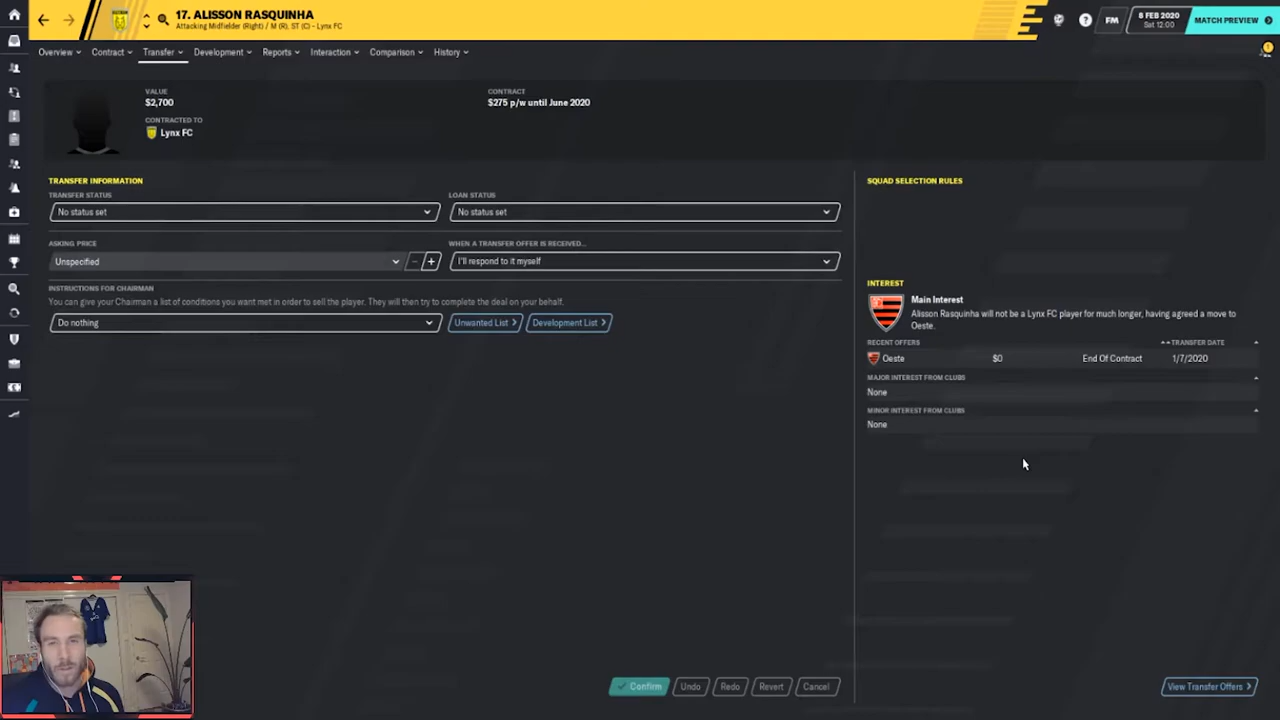 17. ALISSON RASQUINHA
Attacking Midfielder (Right) / M (R), ST (C) - Lynx FC
FM
8 FEB 2020
Sat 12:00
MATCH PREVIEW
Overview
Contract
Transfer
Development
Reports
Interaction
Comparison
History
VALUE
$2,700
CONTRACTED TO
Lynx FC
CONTRACT
$275 p/w until June 2020
TRANSFER INFORMATION
TRANSFER STATUS
No status set
LOAN STATUS
No status set
ASKING PRICE
Unspecified
WHEN A TRANSFER OFFER IS RECEIVED...
I'll respond to it myself
INSTRUCTIONS FOR CHAIRMAN
You can give your Chairman a list of conditions you want met in order to sell the player. They will then try to complete the deal on your behalf.
Do nothing
Unwanted List
Development List
SQUAD SELECTION RULES
INTEREST
Main Interest
Alisson Rasquinha will not be a Lynx FC player for much longer, having agreed a move to
Oeste.
RECENT OFFERS
TRANSFER DATE
Oeste $0 End Of Contract 1/7/2020
MAJOR INTEREST FROM CLUBS
None
MINOR INTEREST FROM CLUBS
None
Confirm
Undo
Redo
Revert
Cancel
View Transfer Offers